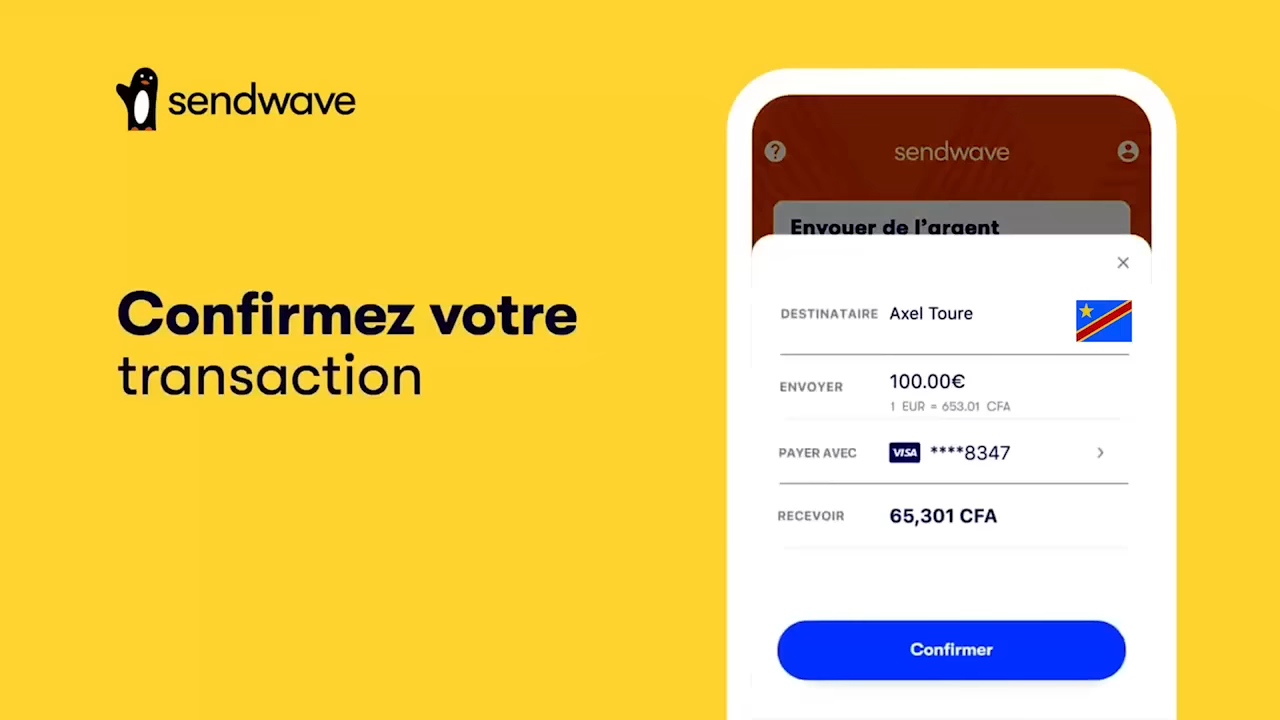 sendwave
Confirmez votre
transaction
sendwave
Envoyer de l'argent
DESTINATAIRE Axel Toure
ENVOYER 100.00€
1 EUR = 653.01 CFA
PAYER AVEC VISA ****8347
RECEVOIR 65,301 CFA
Confirmer